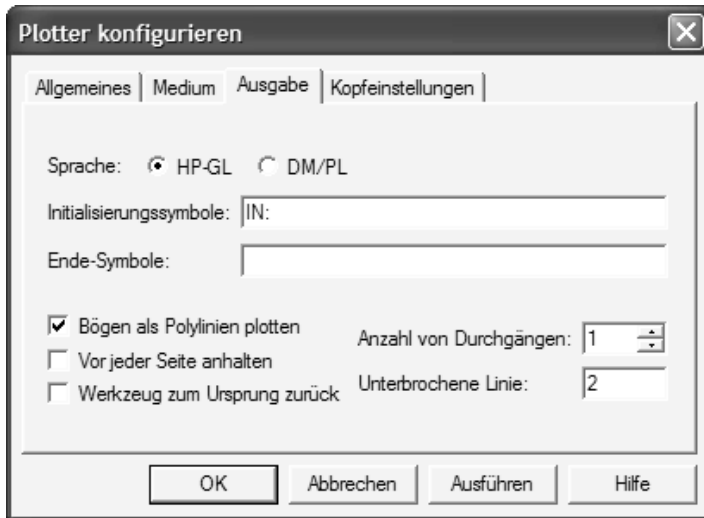 Plotter konfigurieren
Allgemeines Medium Ausgabe Kopfeinstellungen
Sprache: HP-GL DM/PL
Initialisierungssymbole: IN:
Ende-Symbole:
Bögen als Polylinien plotten
Vor jeder Seite anhalten
Werkzeug zum Ursprung zurück
Anzahl von Durchgängen: 1
Unterbrochene Linie: 2
OK Abbrechen Ausführen Hilfe